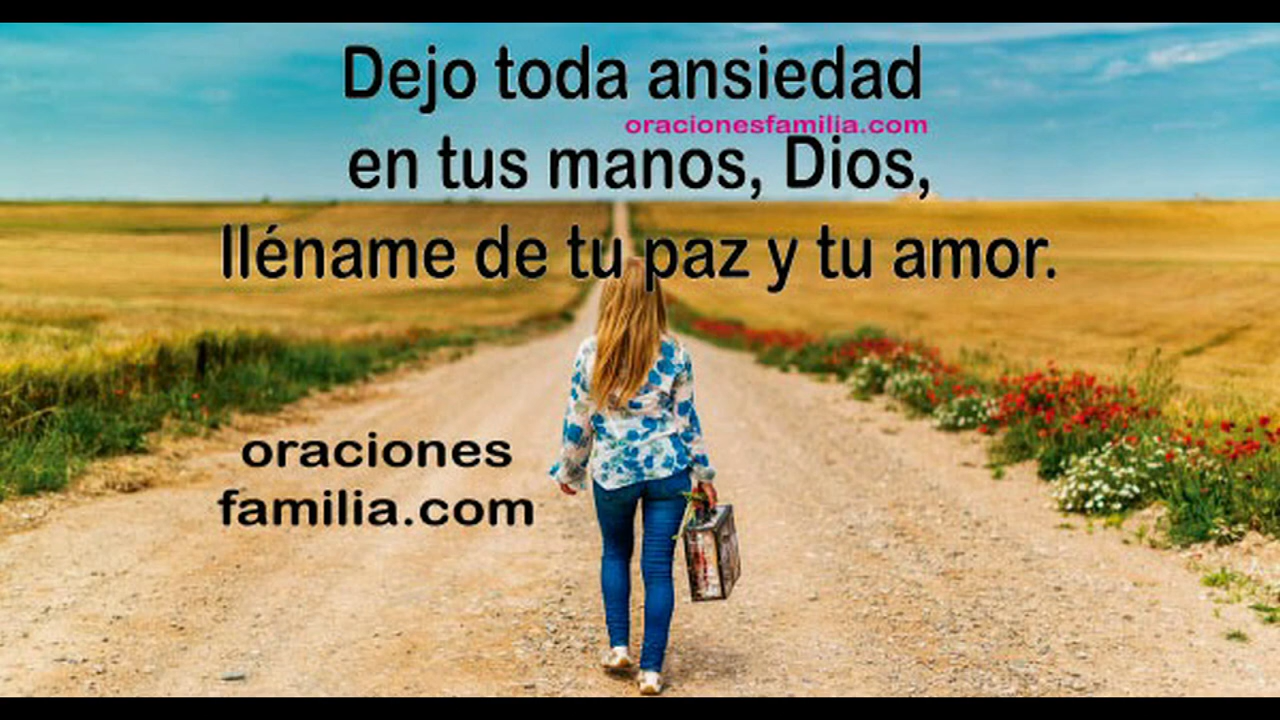 Dejo toda ansiedad
oracionesfamilia.com
en tus manos, Dios,
lléname de tu paz y tu amor.
oraciones
familia.com